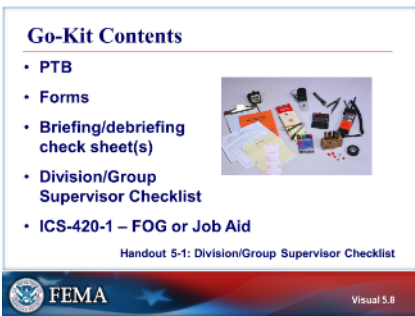 Go-Kit Contents
• PTB
• Forms
• Briefing/debriefing
check sheet(s)
• Division/Group
Supervisor Checklist
• ICS-420-1 – FOG or Job Aid
Handout 5-1: Division/Group Supervisor Checklist
FEMA
Visual 5.8